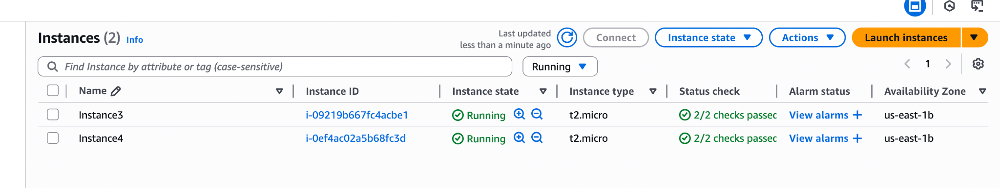 Instances (2) Info
Last updated
less than a minute ago
Connect
Instance state
Actions
Launch instances
Find Instance by attribute or tag (case-sensitive)
Running
1
Name Instance ID Instance state Instance type Status check Alarm status Availability Zone
Instance3 i-09219b667fc4acbe1 Running t2.micro 2/2 checks passec View alarms + us-east-1b
Instance4 i-0ef4ac02a5b68fc3d Running t2.micro 2/2 checks passec View alarms + us-east-1b